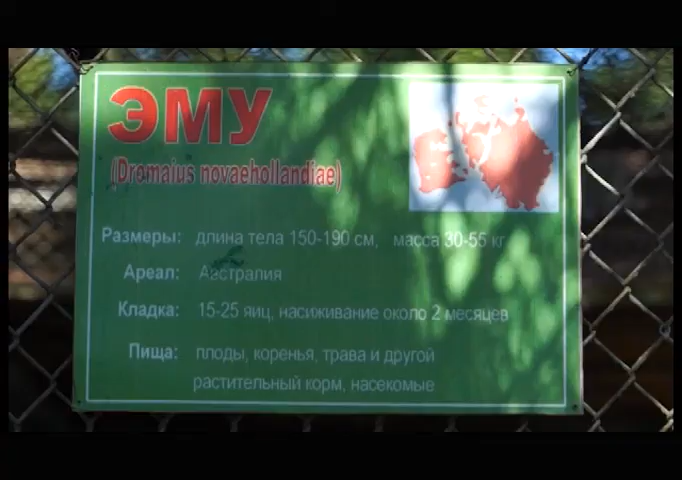 ЭМУ
(Dromaius novaehollandiae)
Размеры: длина тела 150-190 см, масса 30-55 кг
Ареал: Австралия
Кладка: 15-25 яиц, насиживание около 2 месяцев
Пища: плоды, коренья, трава и другой
растительный корм, насекомые